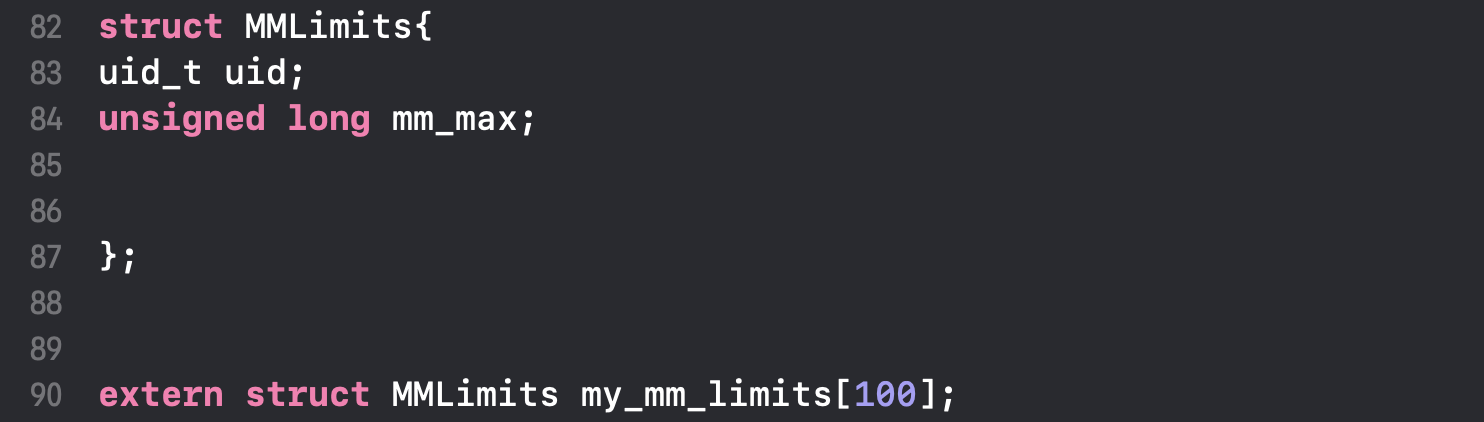 82 struct MMLimits{
83 uid_t uid;
84 unsigned long mm_max;
85
86
87 };
88
89
90 extern struct MMLimits my_mm_limits[100];